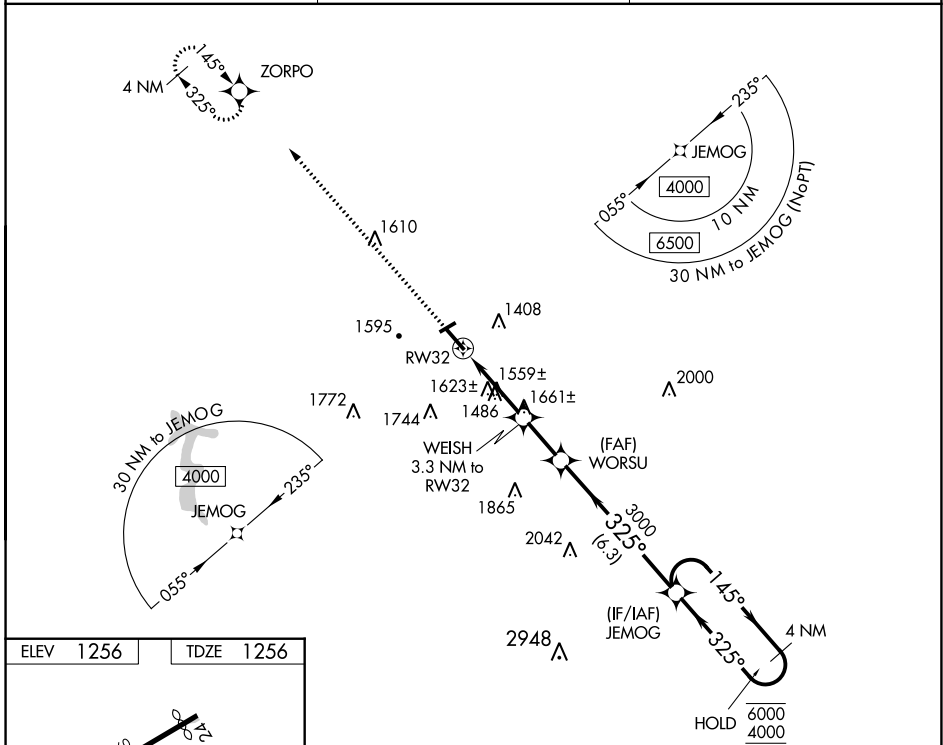 145°
ZORPO
4 NM
325°
235°
JEMOG
4000
055°
10 NM
6500
30 NM to JEMOG (NoPT)
1610
1408
1595
RW32
1559±
1623±
1661±
1486
2000
1772
1744
WEISH
3.3 NM to
RW32
(FAF)
WORSU
30 NM to JEMOG
4000
235°
JEMOG
055°
1865
3000
325°
(6.3)
2042
145°
(IF/IAF)
JEMOG
4 NM
325°
2948
HOLD
6000
4000
ELEV 1256
TDZE 1256
24